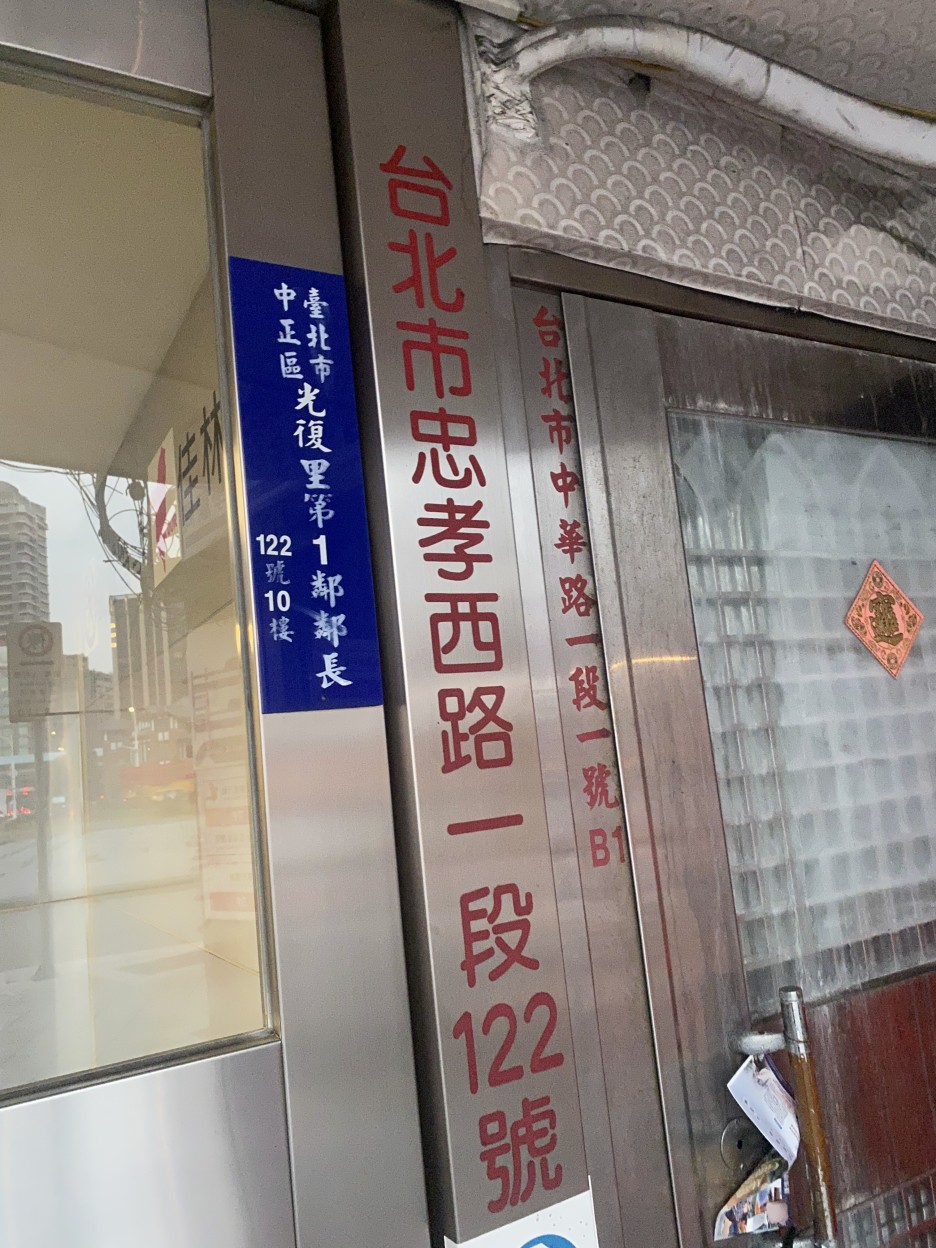 臺北市
中正區
光復里第1鄰鄰長
122號10樓
台北市忠孝西路一段122號
台北市中華路一段一號B1
佳林